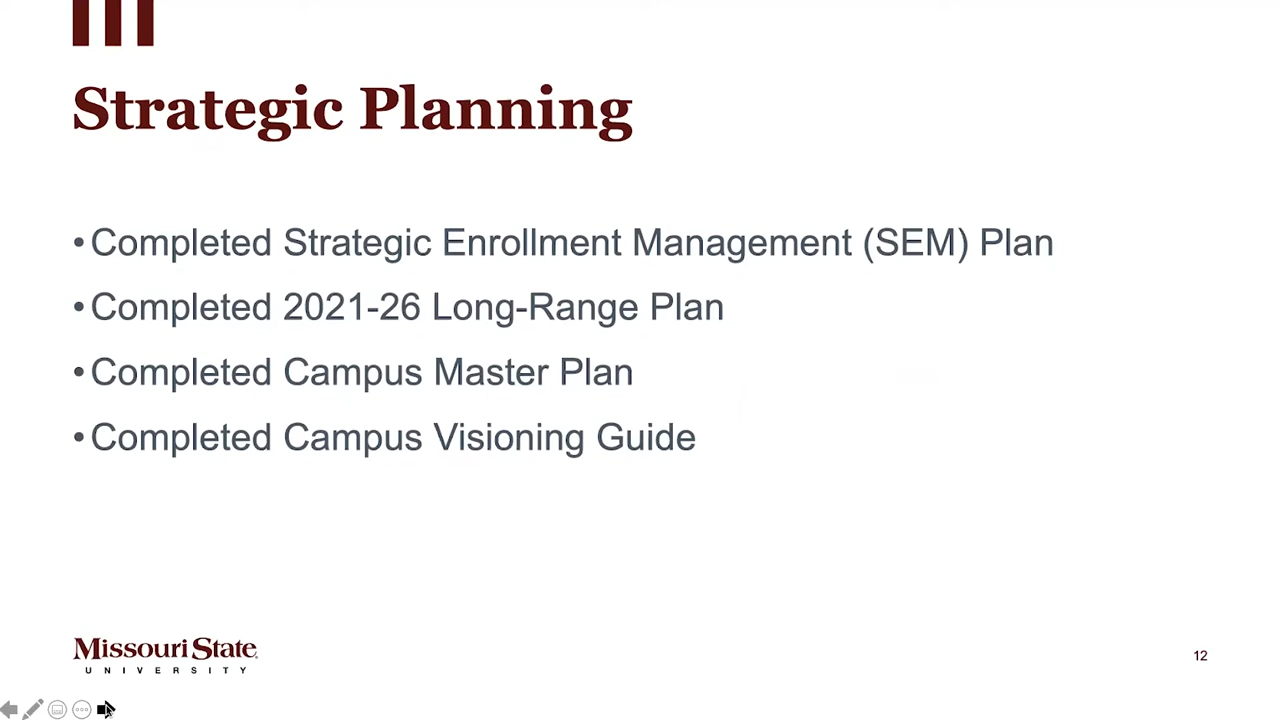 Strategic Planning
•Completed Strategic Enrollment Management (SEM) Plan
•Completed 2021-26 Long-Range Plan
•Completed Campus Master Plan
•Completed Campus Visioning Guide
Missouri State
UNIVERSITY
12